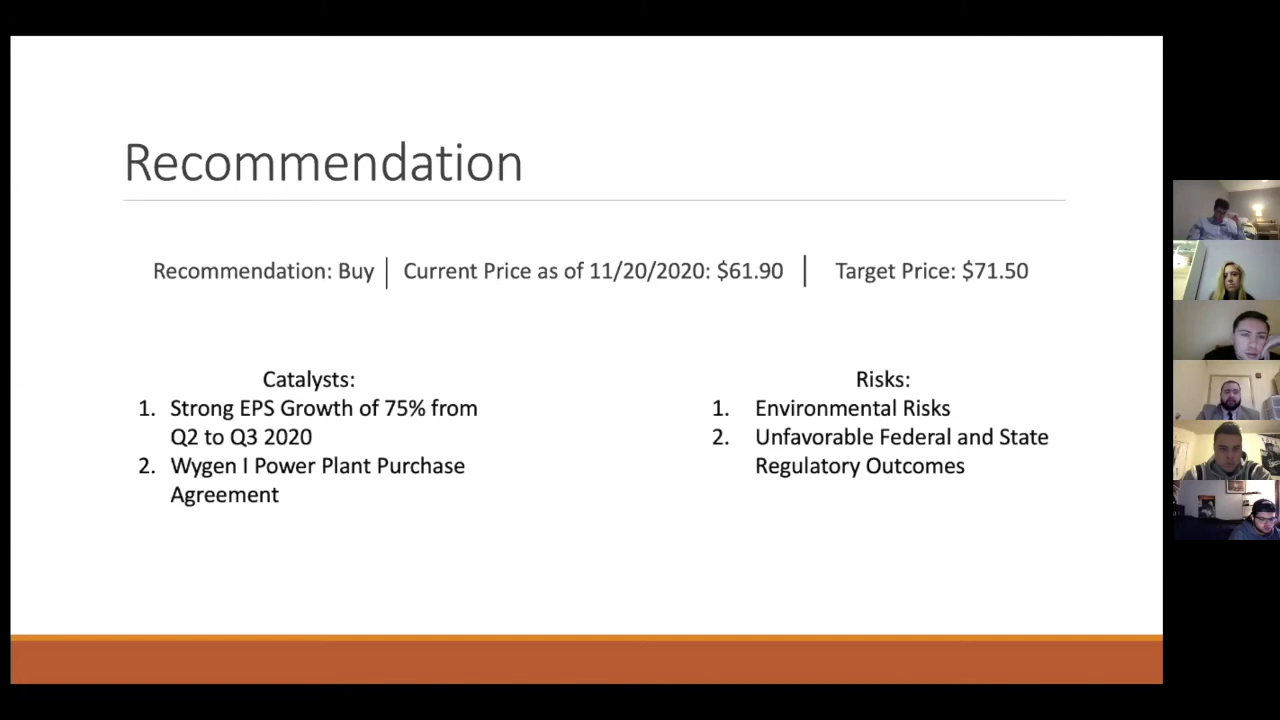 Recommendation
Recommendation: Buy | Current Price as of 11/20/2020: $61.90 | Target Price: $71.50
Catalysts:
1. Strong EPS Growth of 75% from
Q2 to Q3 2020
2. Wygen I Power Plant Purchase
Agreement
Risks:
1. Environmental Risks
2. Unfavorable Federal and State
Regulatory Outcomes